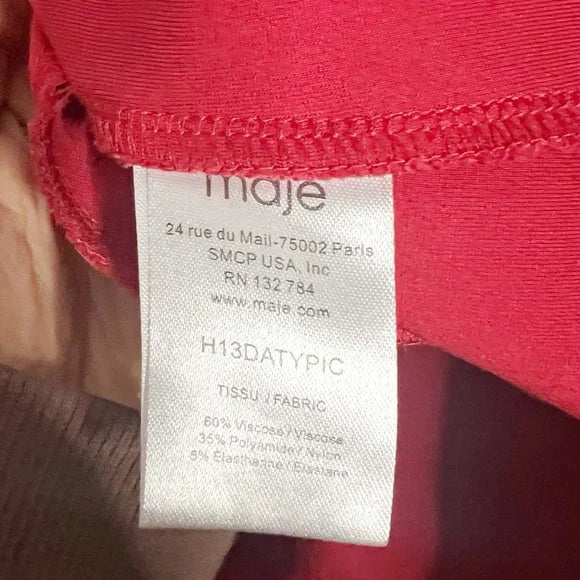 maje
24 rue du Mail-75002 Paris
SMCP USA, Inc
RN 132 784
www.maje.com
H13DATYPIC
TISSU / FABRIC
60% Viscose / Viscose
35% Polyamide / Nylon
5% Elasthanne / Elastane